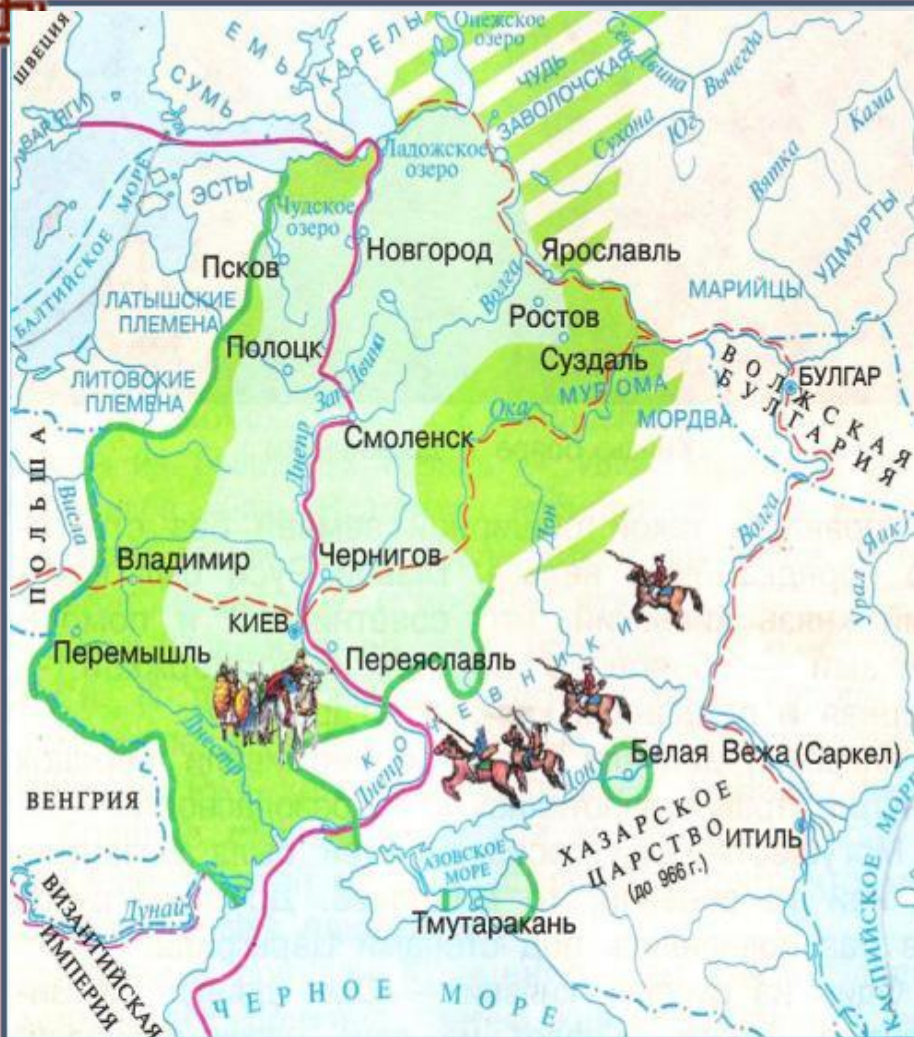 ШВЕЦИЯ
ЕМЬ
КАРЕЛЫ
Онежское
озеро
СУМЬ
ЧУДЬ
ЗАВОЛОЧСКАЯ
Сев. Двина
Вычегда
Сухона
Юг
Кама
Вятка
УДМУРТЫ
ВАРЯГИ
БАЛТИЙСКОЕ МОРЕ
ЭСТЫ
Ладожское
озеро
Чудское
озеро
Новгород
Псков
Ярославль
Волга
МАРИЙЦЫ
ЛАТЫШСКИЕ
ПЛЕМЕНА
Ростов
Полоцк
Суздаль
Зап. Двина
ЛИТОВСКИЕ
ПЛЕМЕНА
МУРОМА
ВОЛЖСКАЯ
БУЛГАРИЯ
БУЛГАР
Ока
МОРДВА
Смоленск
Днепр
ПОЛЬША
Висла
Дон
Волга
Урал (Яик)
Владимир
Чернигов
КИЕВ
Перемышль
Переяславль
КОЧЕВНИКИ
Днестр
Днепр
Дон
Белая Вежа (Саркел)
ВЕНГРИЯ
ХАЗАРСКОЕ
ЦАРСТВО
(до 966 г.)
ИТИЛЬ
АЗОВСКОЕ
МОРЕ
Тмутаракань
Дунай
ВИЗАНТИЙСКАЯ
ИМПЕРИЯ
ЧЕРНОЕ МОРЕ
КАСПИЙСКОЕ МОРЕ